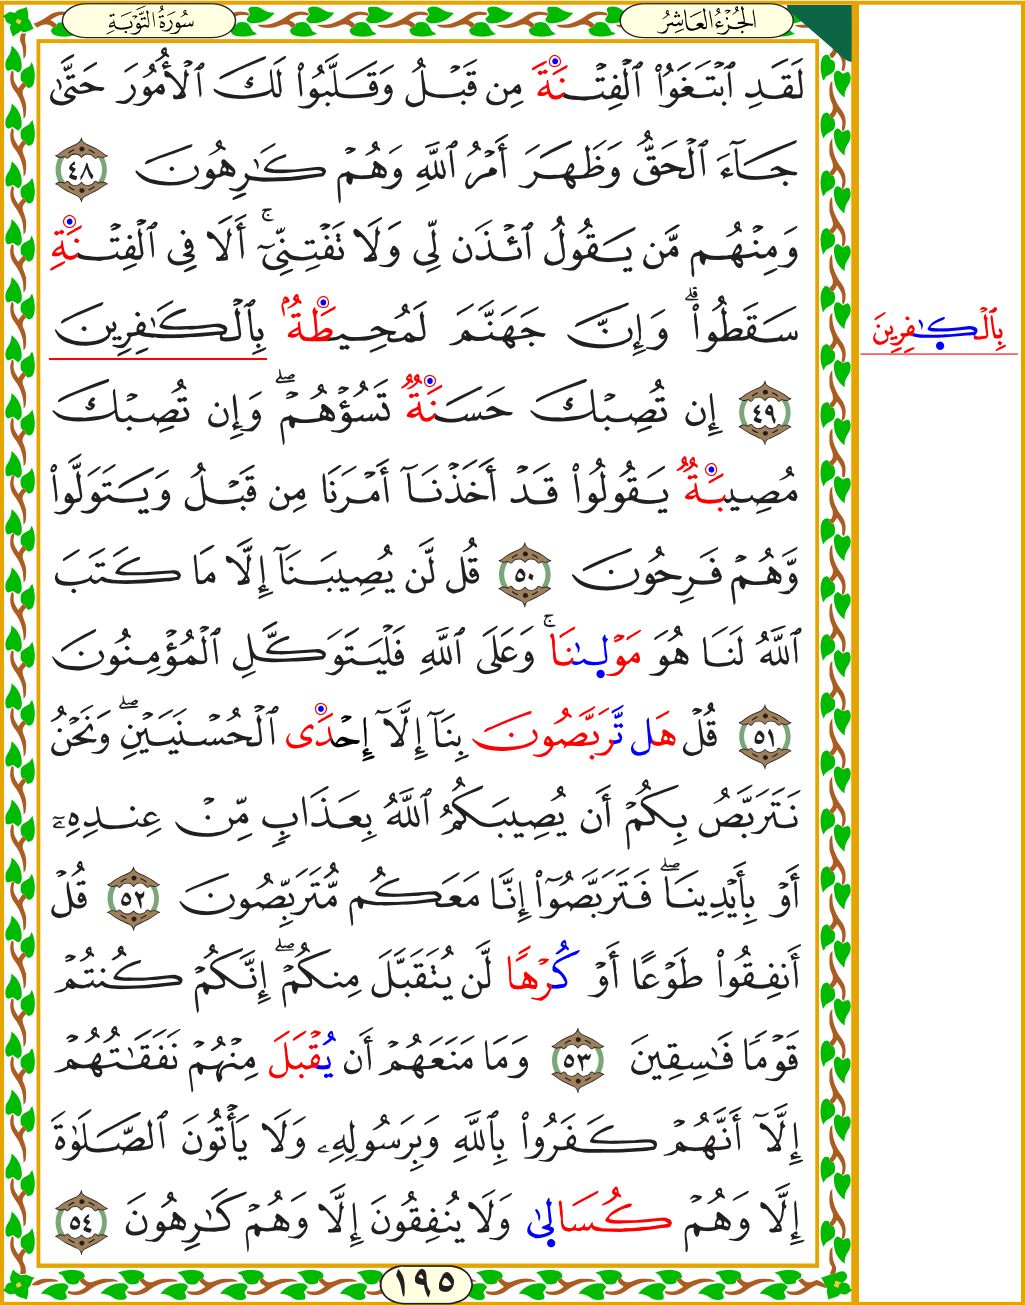 الجُزْءُ العَاشِرُ
سُورَةُ التَّوْبَةِ
لَقَدِ ٱبْتَغَوُا۟ ٱلْفِتْنَةَ مِن قَبْلُ وَقَلَّبُوا۟ لَكَ ٱلْأُمُورَ حَتَّىٰ
جَآءَ ٱلْحَقُّ وَظَهَرَ أَمْرُ ٱللَّهِ وَهُمْ كَـٰرِهُونَ ٤٨
وَمِنْهُم مَّن يَقُولُ ٱئْذَن لِّى وَلَا تَفْتِنِّىٓ ۚ أَلَا فِى ٱلْفِتْنَةِ
سَقَطُوا۟ ۗ وَإِنَّ جَهَنَّمَ لَمُحِيطَةٌۢ بِٱلْكَـٰفِرِينَ
بِٱلْكَـٰفِرِينَ
٤٩ إِن تُصِبْكَ حَسَنَةٌ تَسُؤْهُمْ ۖ وَإِن تُصِبْكَ
مُصِيبَةٌ يَقُولُوا۟ قَدْ أَخَذْنَآ أَمْرَنَا مِن قَبْلُ وَيَتَوَلَّوا۟
وَّهُمْ فَرِحُونَ ٥٠ قُل لَّن يُصِيبَنَآ إِلَّا مَا كَتَبَ
ٱللَّهُ لَنَا هُوَ مَوْلَىٰنَا ۚ وَعَلَى ٱللَّهِ فَلْيَتَوَكَّلِ ٱلْمُؤْمِنُونَ
٥١ قُلْ هَل تَّرَبَّصُونَ بِنَآ إِلَّآ إِحْدَى ٱلْحُسْنَيَيْنِ ۖ وَنَحْنُ
نَتَرَبَّصُ بِكُمْ أَن يُصِيبَكُمُ ٱللَّهُ بِعَذَابٍ مِّنْ عِندِهِۦٓ
أَوْ بِأَيْدِينَا ۖ فَتَرَبَّصُوٓا۟ إِنَّا مَعَكُم مُّتَرَبِّصُونَ ٥٢ قُلْ
أَنفِقُوا۟ طَوْعًا أَوْ كُرْهًا لَّن يُتَقَبَّلَ مِنكُمْ ۖ إِنَّكُمْ كُنتُمْ
قَوْمًا فَـٰسِقِينَ ٥٣ وَمَا مَنَعَهُمْ أَن يُقْبَلَ مِنْهُمْ نَفَقَـٰتُهُمْ
إِلَّآ أَنَّهُمْ كَفَرُوا۟ بِٱللَّهِ وَبِرَسُولِهِۦ وَلَا يَأْتُونَ ٱلصَّلَوٰةَ
إِلَّا وَهُمْ كُسَالِىٰ وَلَا يُنفِقُونَ إِلَّا وَهُمْ كَـٰرِهُونَ ٥٤
١٩٥